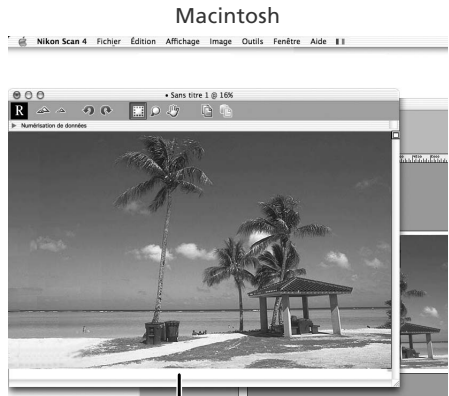 Macintosh
Nikon Scan 4 Fichier Édition Affichage Image Outils Fenêtre Aide
• Sans titre 1 @ 16%
R
▶ Numérisation de données